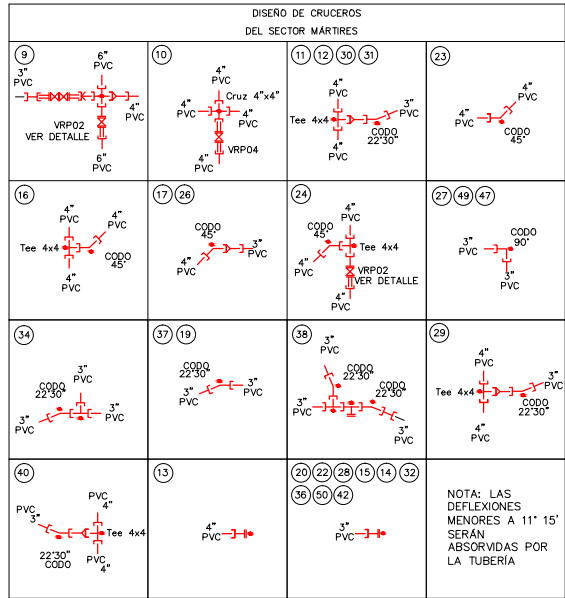 DISEÑO DE CRUCEROS
DEL SECTOR MÁRTIRES
9
3"
PVC
6"
PVC
4"
PVC
VRP02
VER DETALLE
6"
PVC
10
4"
PVC
Cruz 4"x4"
4"
PVC
4"
PVC
VRP04
4"
PVC
11 12 30 31
4"
PVC
3"
PVC
Tee 4x4
CODO
22°30"
4"
PVC
23
4"
PVC
4"
PVC
CODO
45°
16
4"
PVC
4"
PVC
Tee 4x4
CODO
45°
4"
PVC
17 26
CODO
45°
3"
PVC
4"
PVC
24
4"
PVC
CODO
45°
Tee 4x4
4"
PVC
VRP02
VER DETALLE
4"
PVC
27 49 47
CODO
90°
3"
PVC
3"
PVC
34
3"
PVC
CODO
22°30"
3"
PVC
3"
PVC
37 19
CODO
22°30"
3"
PVC
3"
PVC
38
3"
PVC
CODO
22°30"
CODO
22°30"
3"
PVC
3"
PVC
29
4"
PVC
3"
PVC
Tee 4x4
CODO
22°30"
4"
PVC
40
PVC
4"
PVC
3"
Tee 4x4
22°30"
CODO
PVC
4"
13
4"
PVC
20 22 28 15 14 32
36 50 42
3"
PVC
NOTA: LAS
DEFLEXIONES
MENORES A 11° 15'
SERÁN
ABSORVIDAS POR
LA TUBERÍA